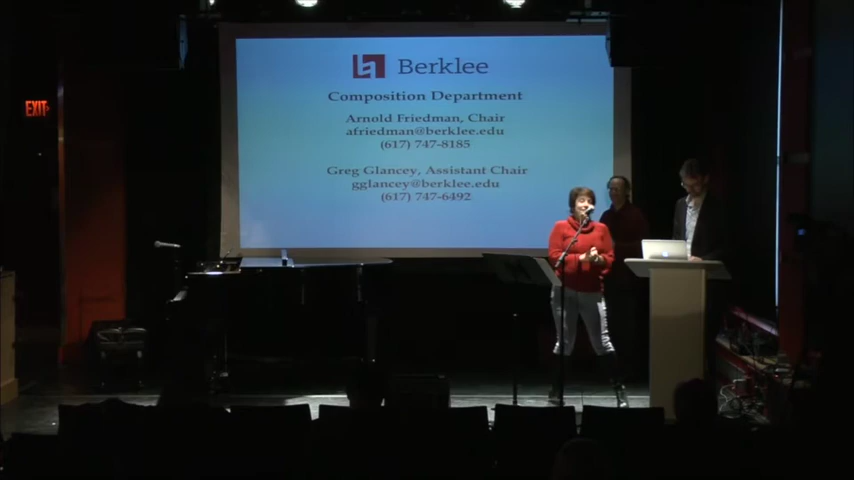 Berklee
Composition Department
Arnold Friedman, Chair
afriedman@berklee.edu
(617) 747-8185
Greg Glancey, Assistant Chair
gglancey@berklee.edu
(617) 747-6492
EXIT